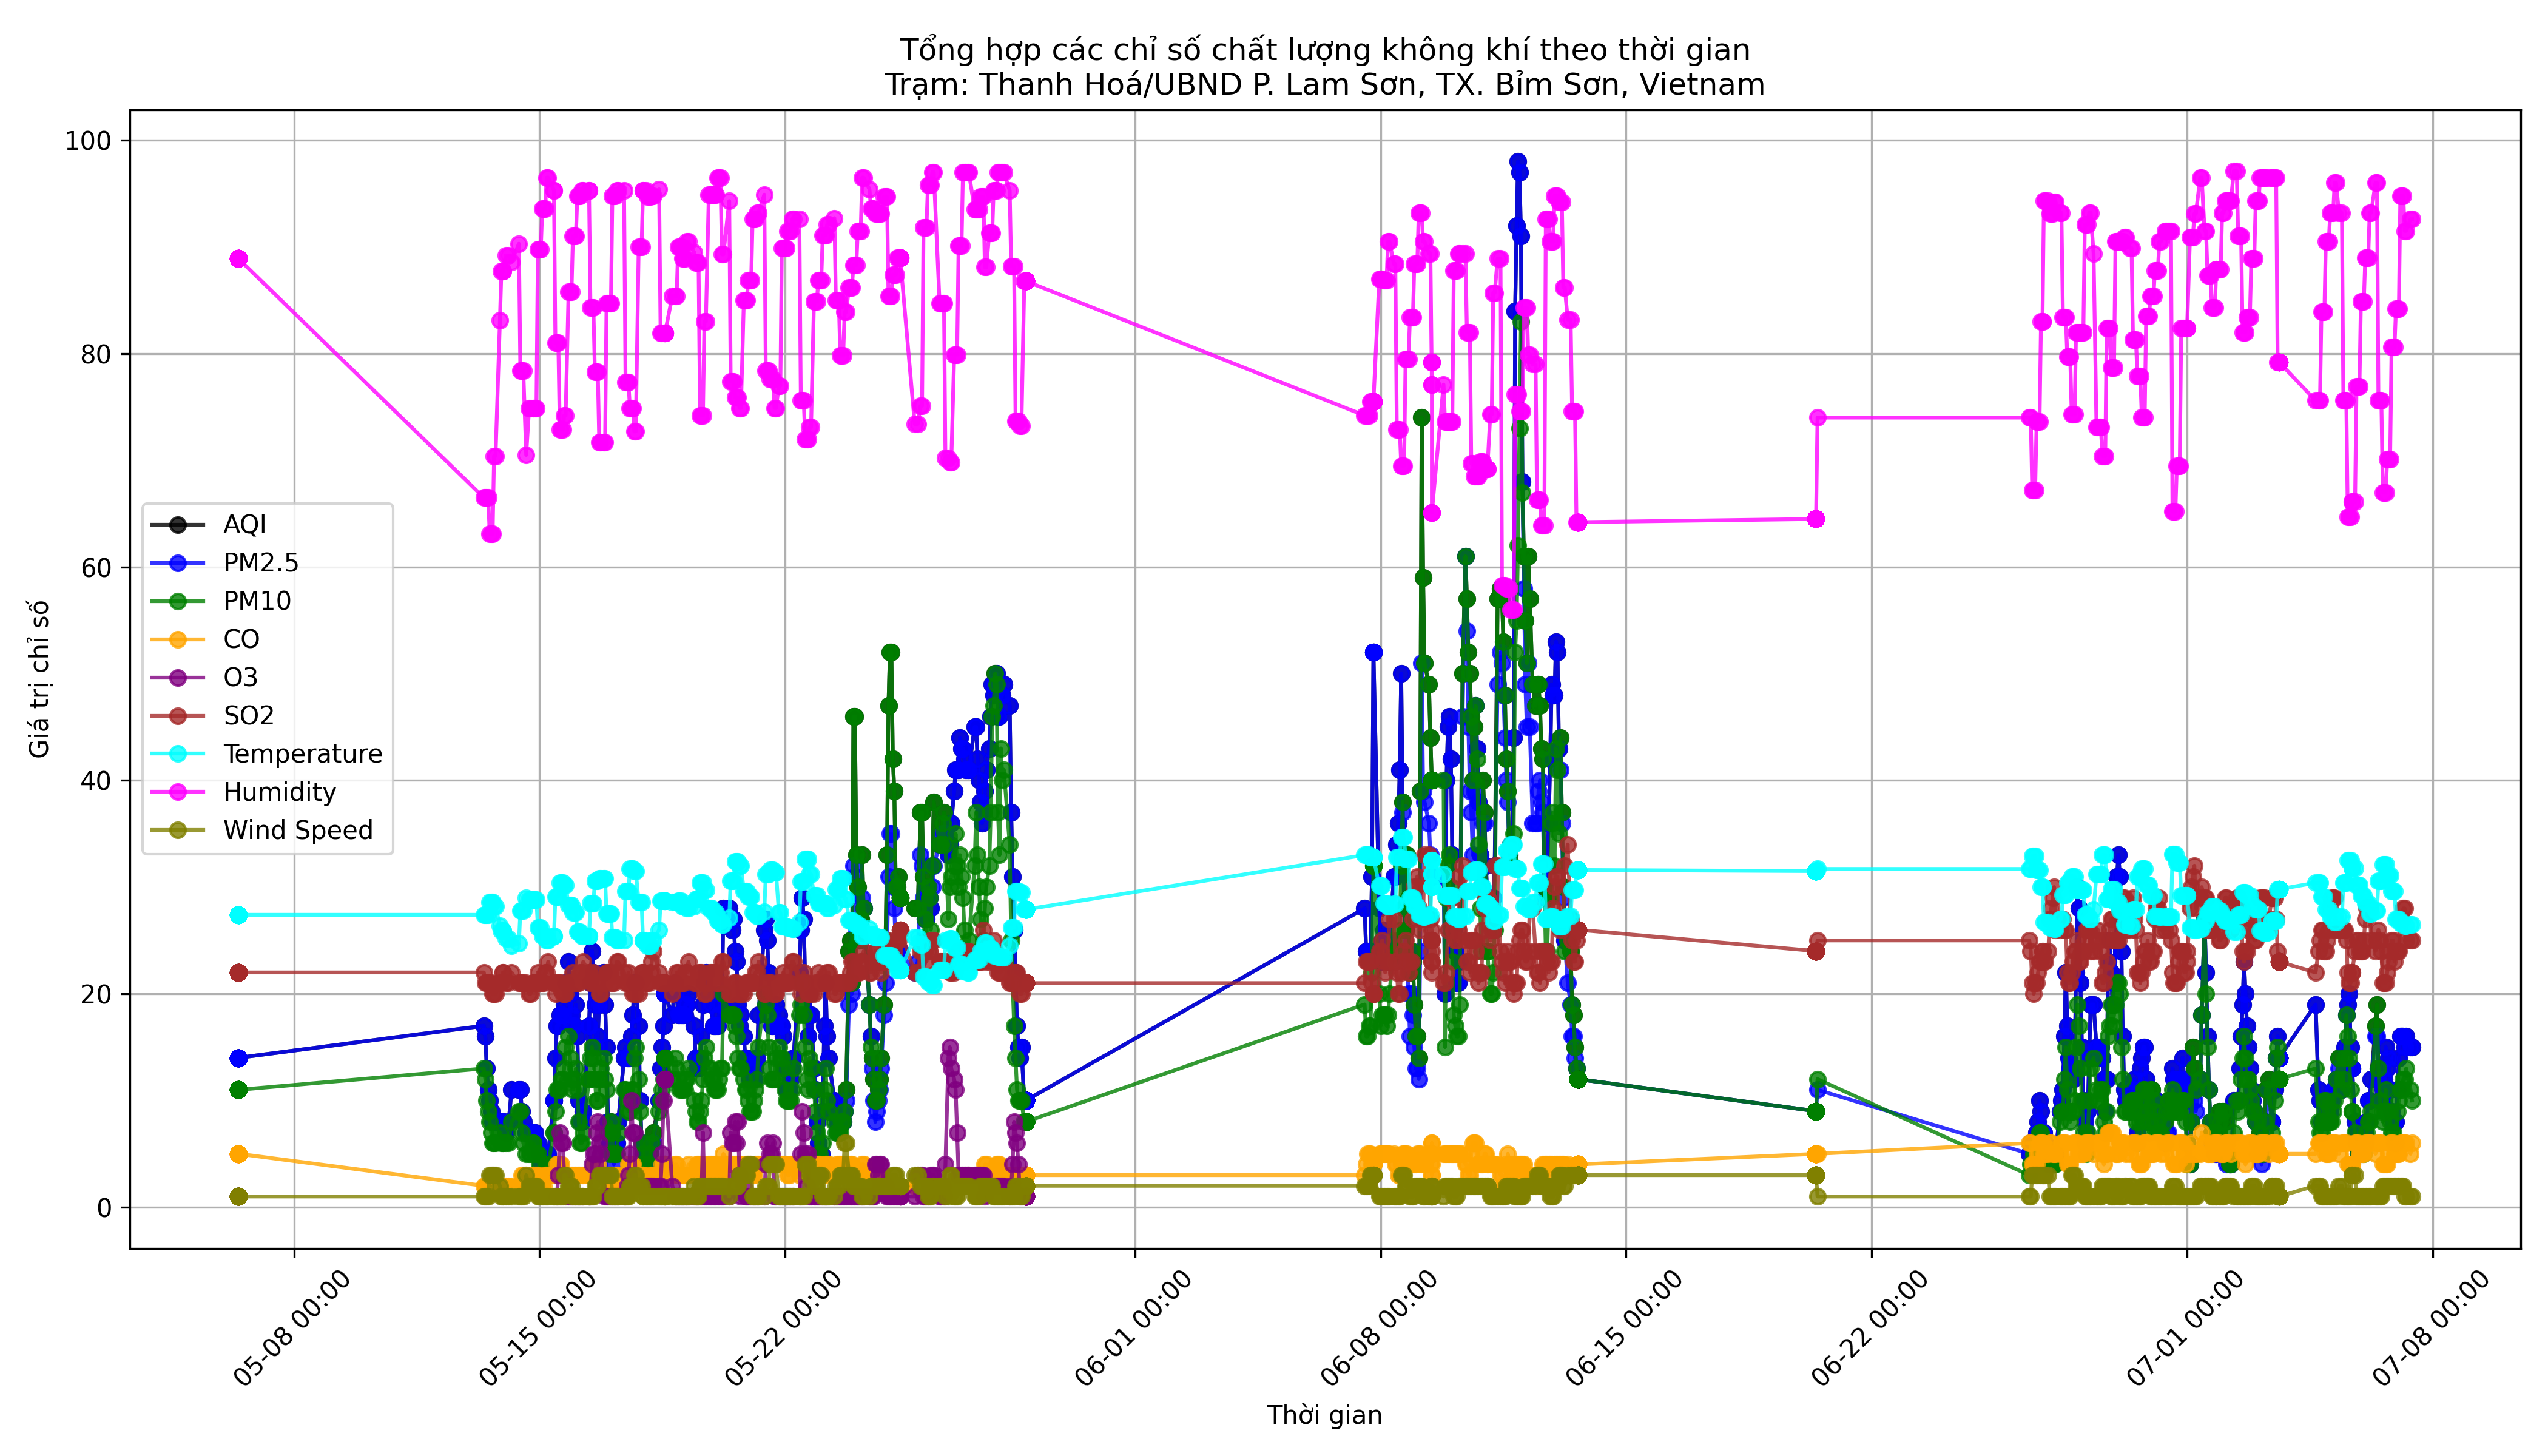 Tổng hợp các chỉ số chất lượng không khí theo thời gian
Trạm: Thanh Hoá/UBND P. Lam Sơn, TX. Bỉm Sơn, Vietnam
Giá trị chỉ số
100
80
60
40
20
0
AQI
PM2.5
PM10
CO
O3
SO2
Temperature
Humidity
Wind Speed
05-08 00:00
05-15 00:00
05-22 00:00
06-01 00:00
06-08 00:00
06-15 00:00
06-22 00:00
07-01 00:00
07-08 00:00
Thời gian